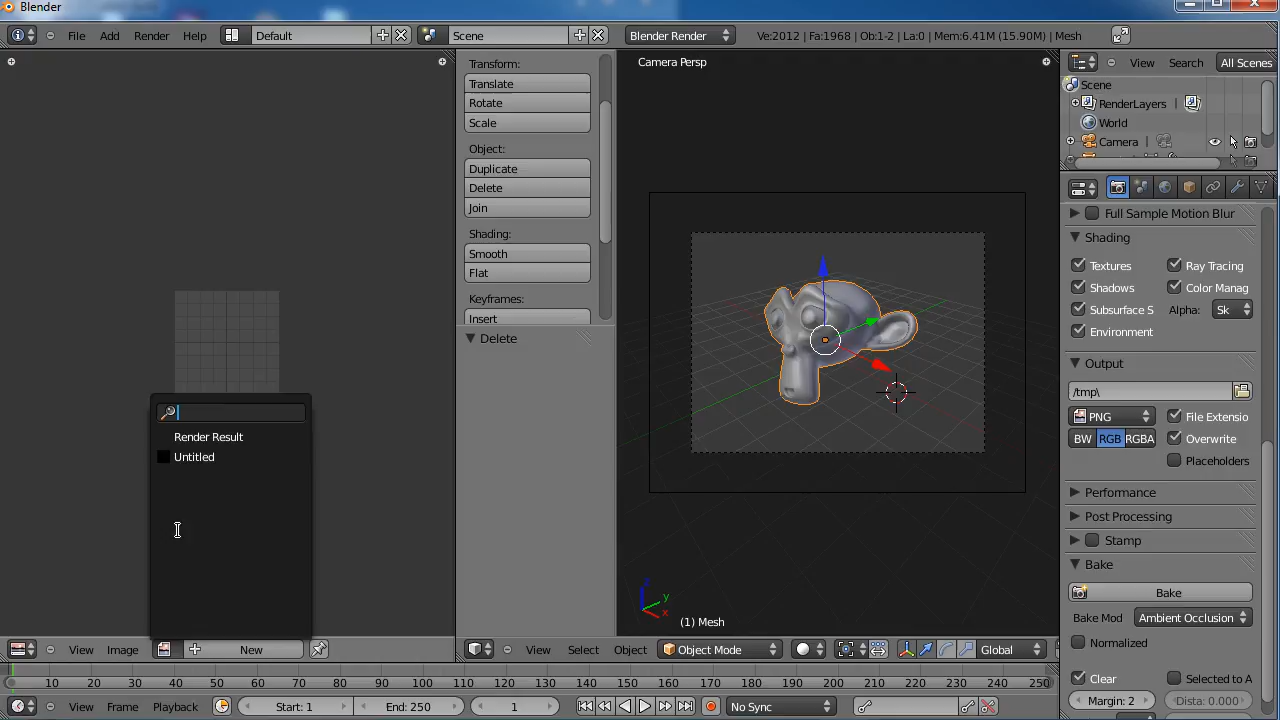 Blender
File Add Render Help Default Scene Blender Render Ve:2012 | Fa:1968 | Ob:1-2 | La:0 | Mem:6.41M (15.90M) | Mesh
Transform:
Translate
Rotate
Scale
Object:
Duplicate
Delete
Join
Shading:
Smooth
Flat
Keyframes:
Insert
Delete
Render Result
Untitled
View Image New
Camera Persp
z
y
x
(1) Mesh
View Select Object Object Mode Global
View Search All Scenes
Scene
RenderLayers
World
Camera
Full Sample Motion Blur
Shading
Textures Ray Tracing
Shadows Color Manag
Subsurface S Alpha: Sk
Environment
Output
/tmp\
PNG File Extensio
BW RGB RGBA Overwrite
Placeholders
Performance
Post Processing
Stamp
Bake
Bake
Bake Mod Ambient Occlusion
Normalized
Clear Selected to A
Margin: 2 Dista: 0.000
10 20 30 40 50 60 70 80 90 100 110 120 130 140 150 160 170 180 190 200 210 220 230 240 250
View Frame Playback Start: 1 End: 250 1 No Sync